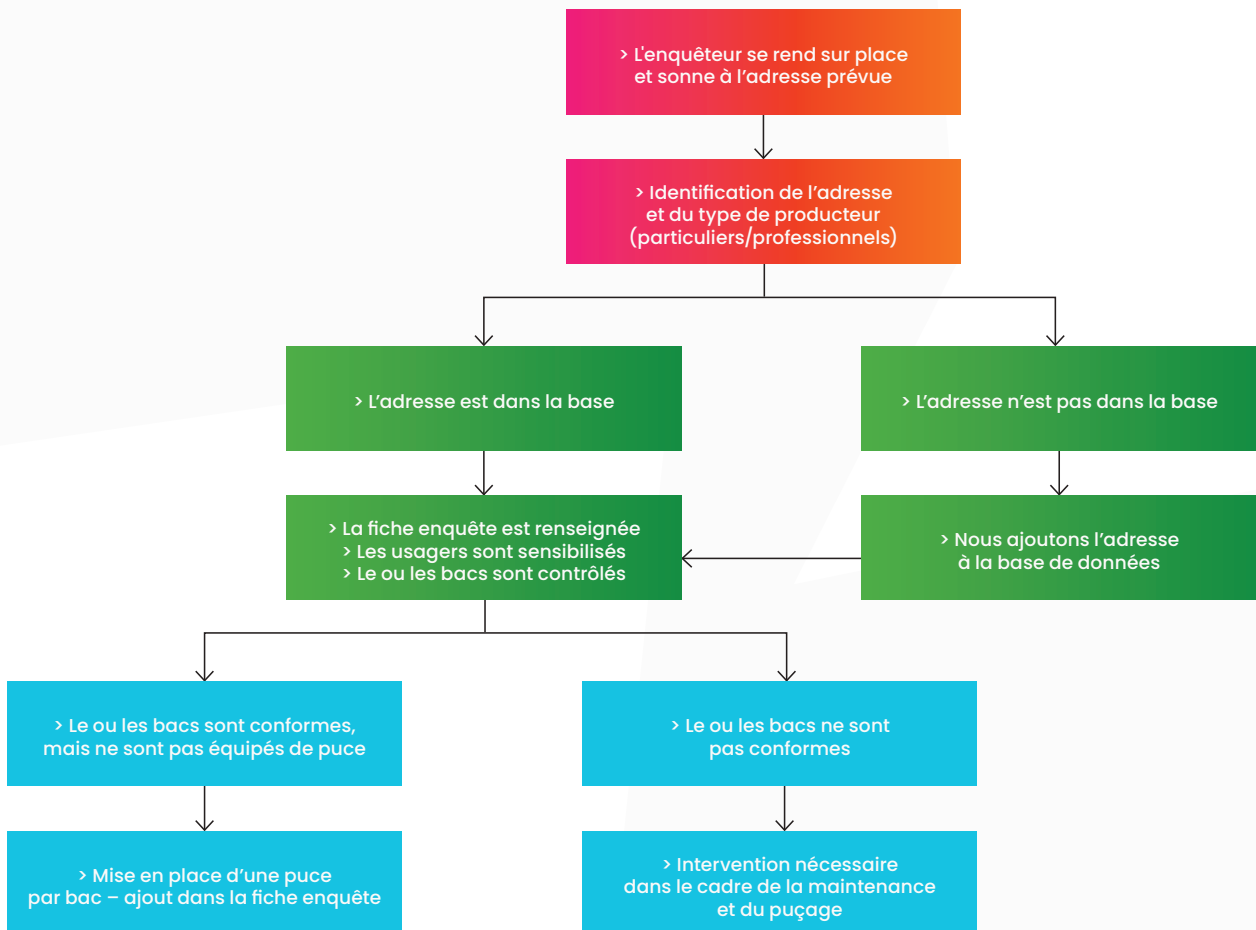 > L'enquêteur se rend sur place
et sonne à l’adresse prévue
> Identification de l’adresse
et du type de producteur
(particuliers/professionnels)
> L’adresse est dans la base
> L’adresse n’est pas dans la base
> La fiche enquête est renseignée
> Les usagers sont sensibilisés
> Le ou les bacs sont contrôlés
> Nous ajoutons l’adresse
à la base de données
> Le ou les bacs sont conformes,
mais ne sont pas équipés de puce
> Le ou les bacs ne sont
pas conformes
> Mise en place d’une puce
par bac – ajout dans la fiche enquête
> Intervention nécessaire
dans le cadre de la maintenance
et du puçage